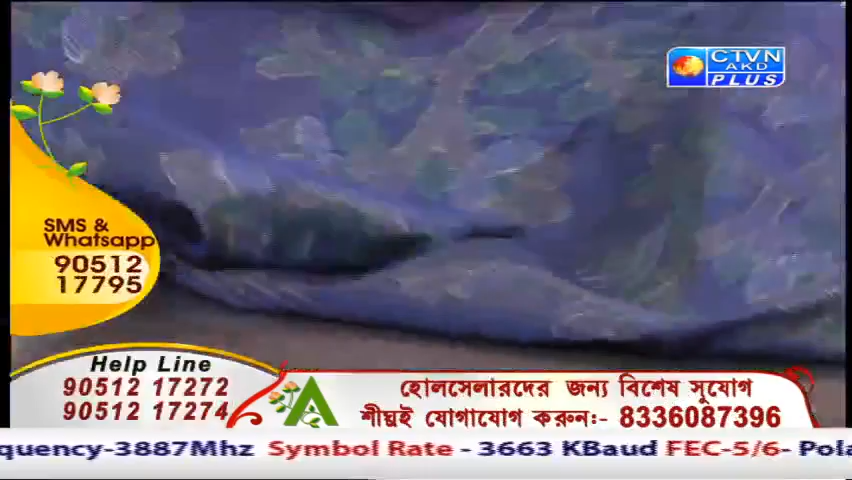 CTVN
AKD
PLUS
SMS &
Whatsapp
90512
17795
Help Line
90512 17272
90512 17274
হোলসেলারদের জন্য বিশেষ সুযোগ
শীঘ্রই যোগাযোগ করুন:- 8336087396
quency-3887Mhz Symbol Rate - 3663 KBaud FEC-5/6- Pola